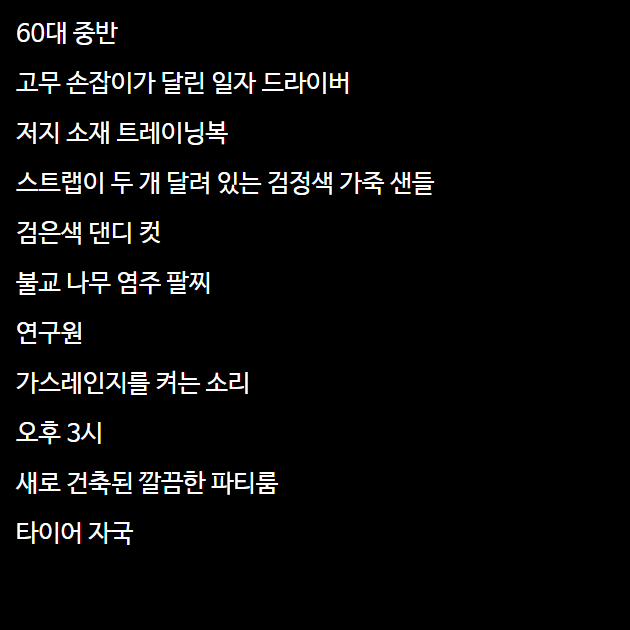 60대 중반
고무 손잡이가 달린 일자 드라이버
저지 소재 트레이닝복
스트랩이 두 개 달려 있는 검정색 가죽 샌들
검은색 댄디 컷
불교 나무 염주 팔찌
연구원
가스레인지를 켜는 소리
오후 3시
새로 건축된 깔끔한 파티룸
타이어 자국